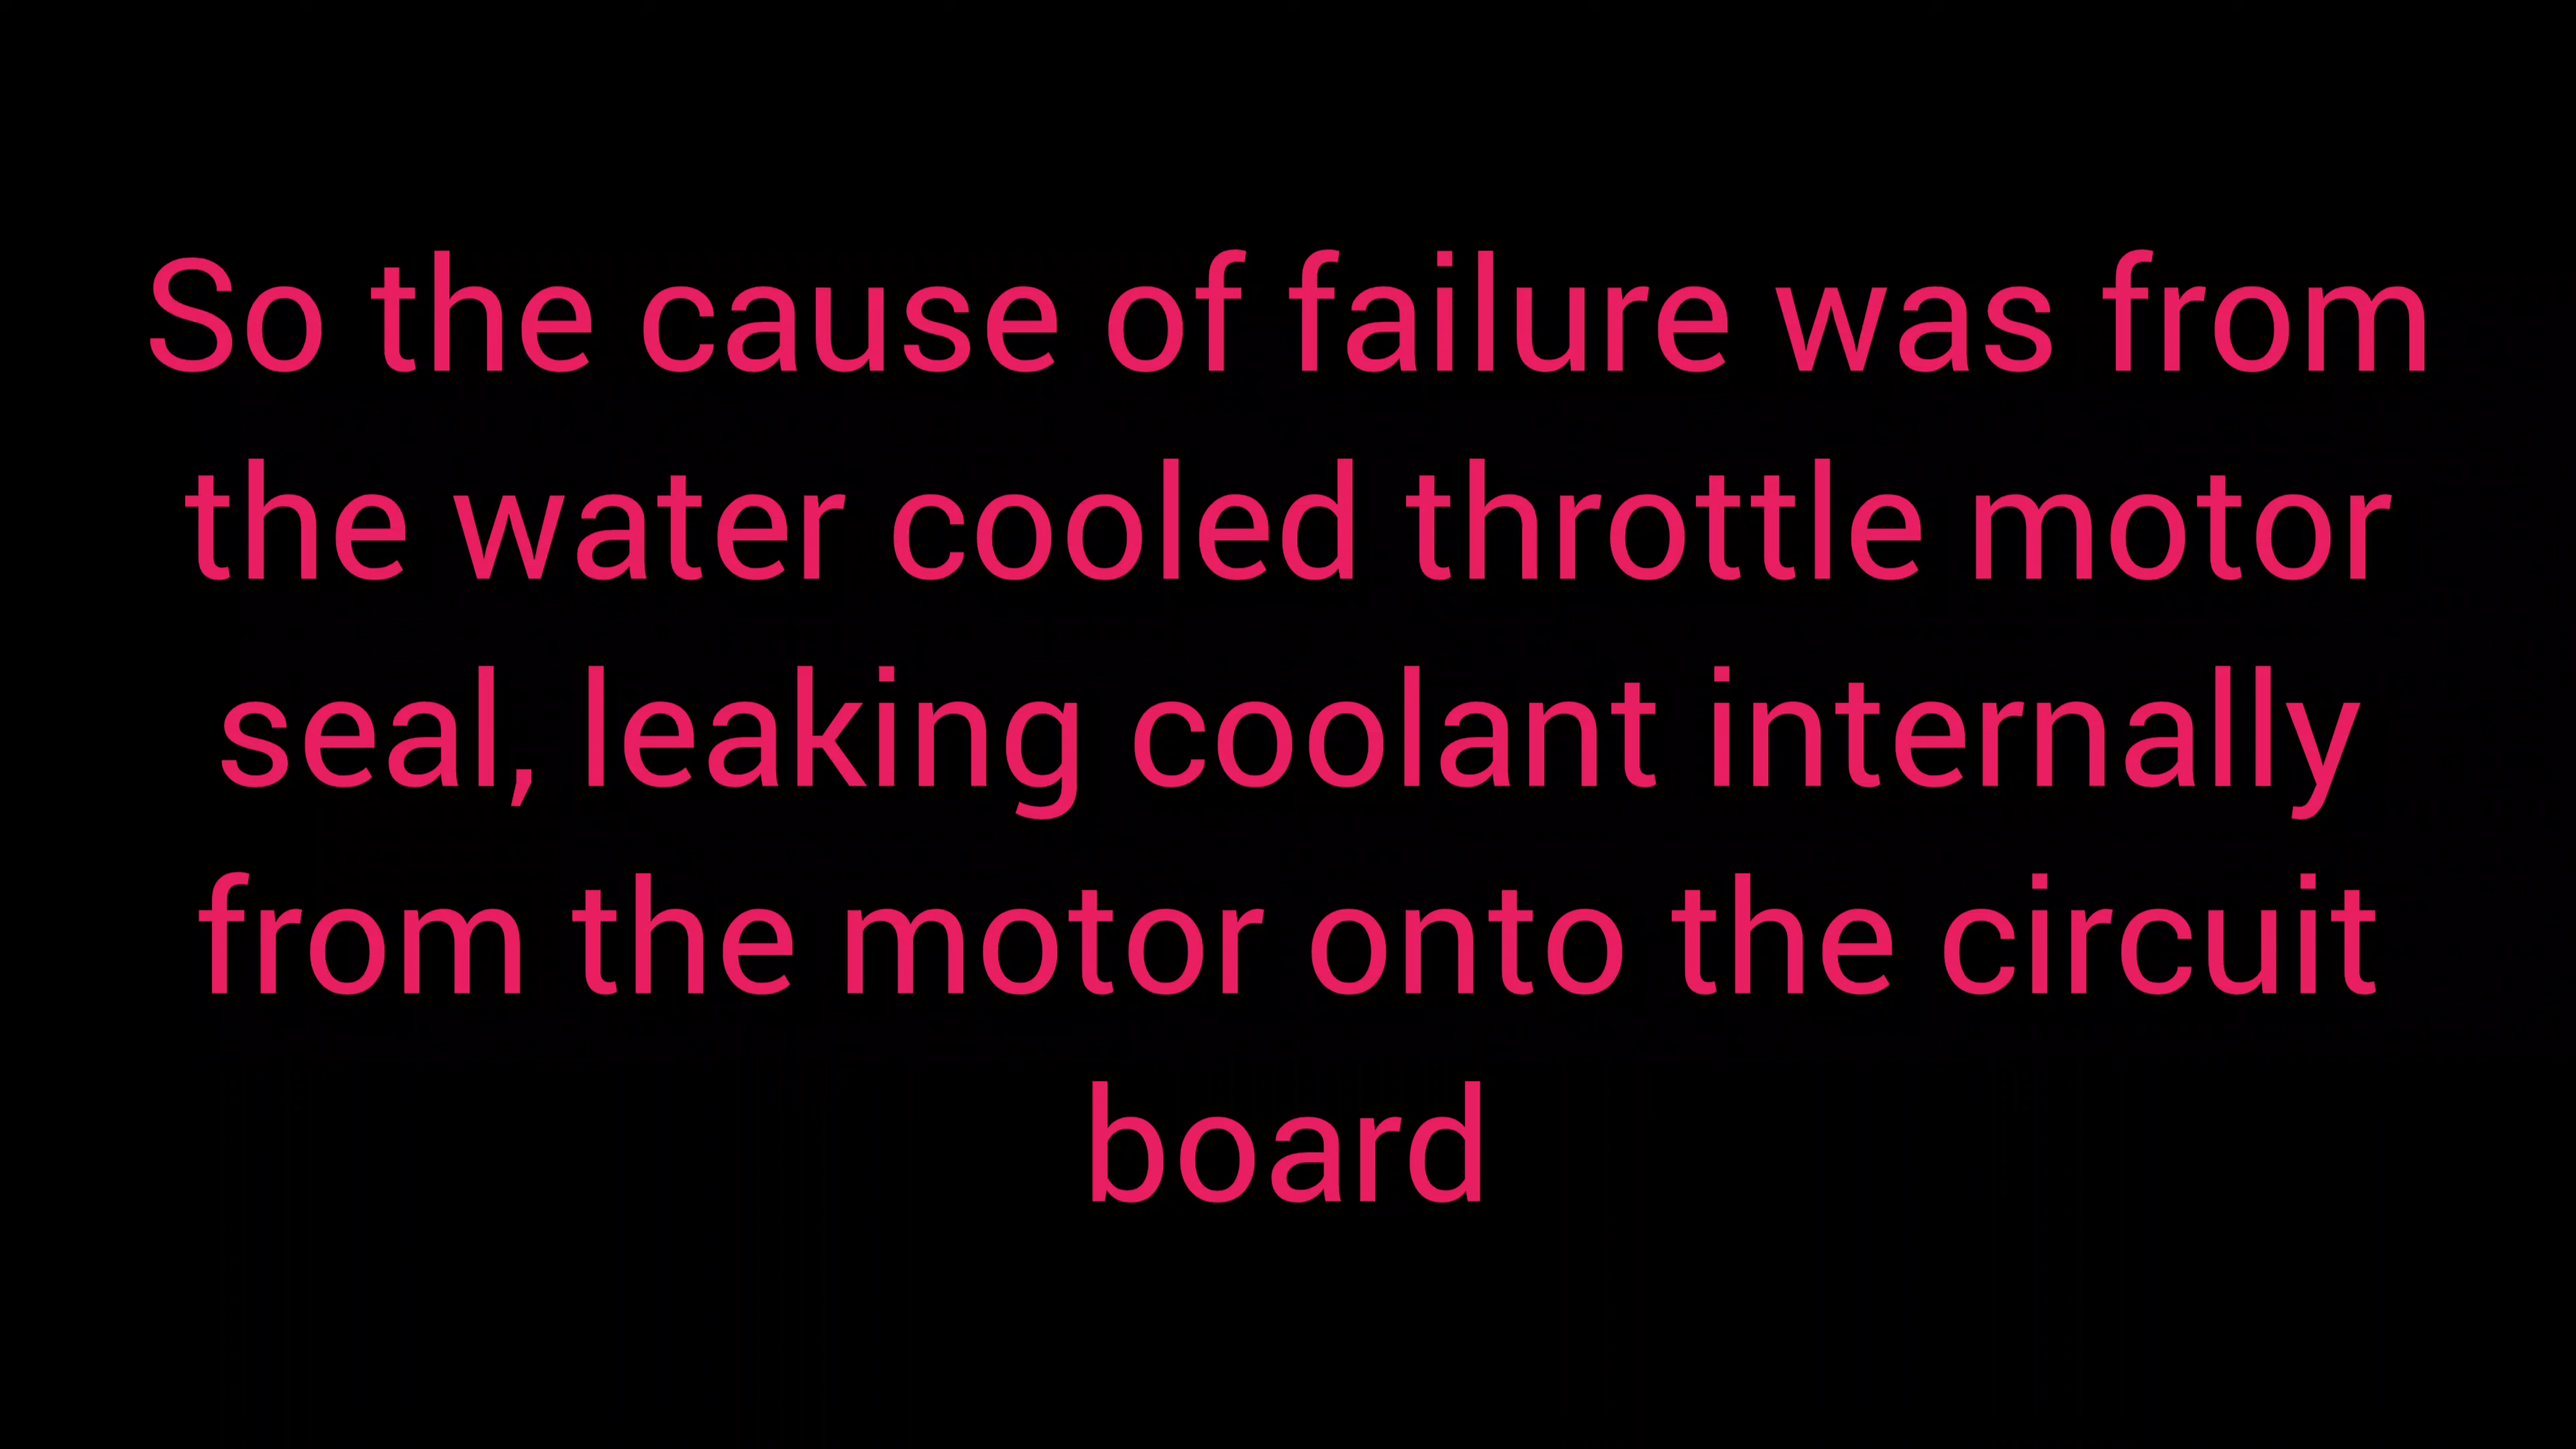 So the cause of failure was from
the water cooled throttle motor
seal, leaking coolant internally
from the motor onto the circuit
board